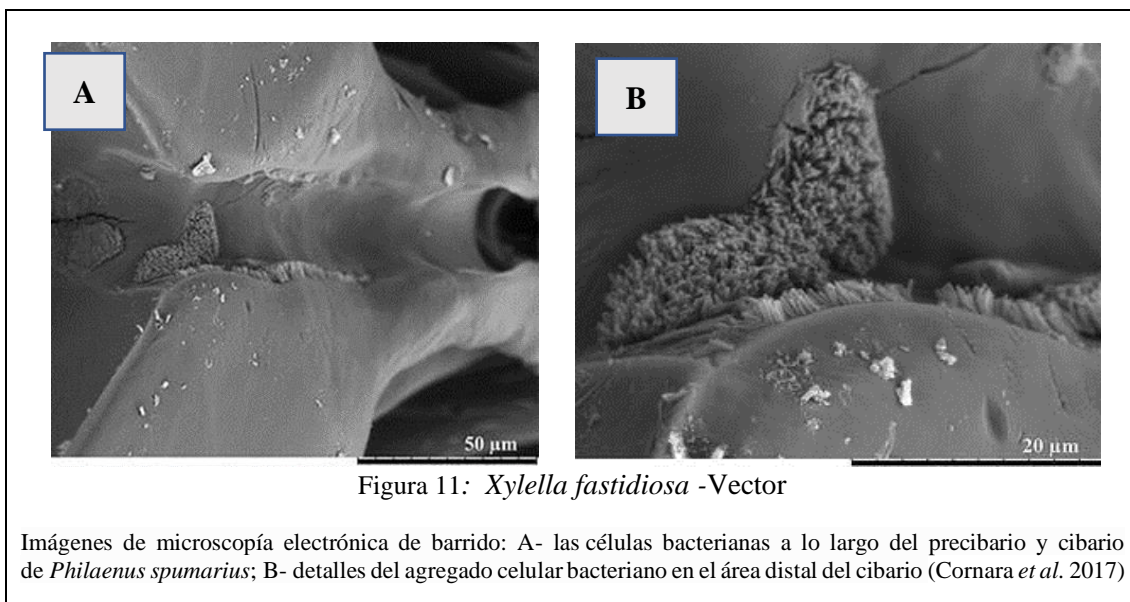 A
B
50 µm
20 µm
Figura 11: Xylella fastidiosa -Vector
Imágenes de microscopía electrónica de barrido: A- las células bacterianas a lo largo del precibario y cibario
de Philaenus spumarius; B- detalles del agregado celular bacteriano en el área distal del cibario (Cornara et al. 2017)